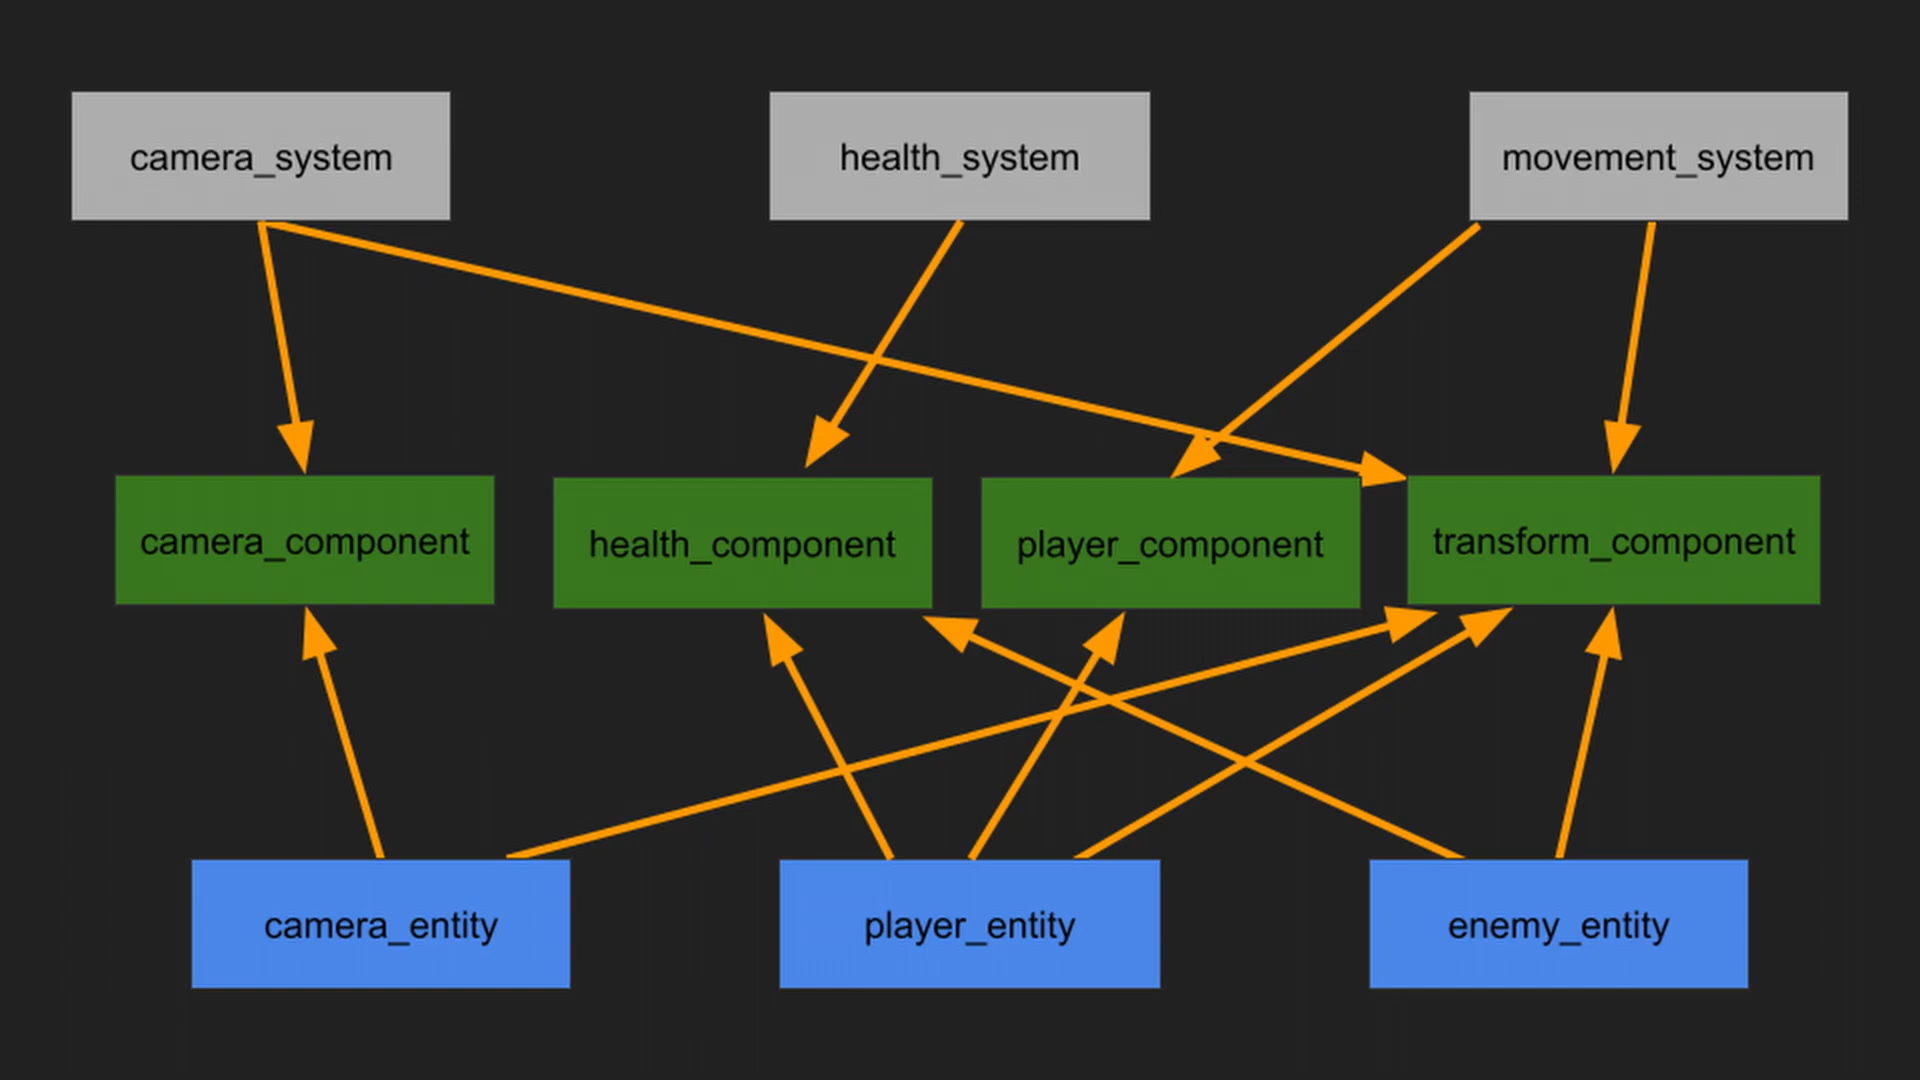 camera_system
health_system
movement_system
camera_component
health_component
player_component
transform_component
camera_entity
player_entity
enemy_entity